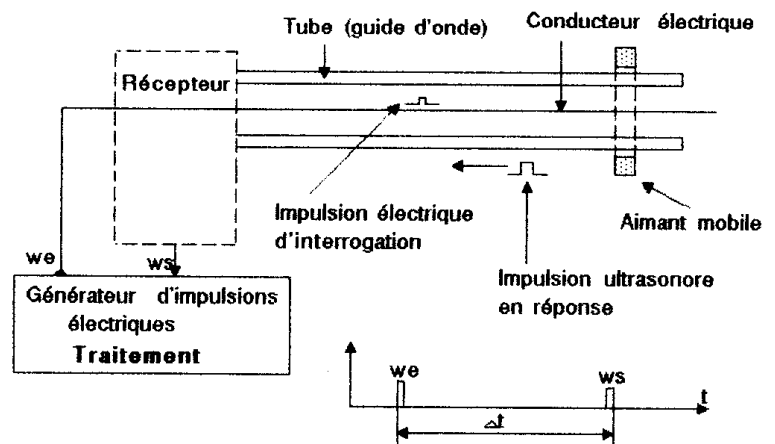 Tube (guide d'onde)
Conducteur électrique
Récepteur
Impulsion électrique
d'interrogation
Aimant mobile
we
ws
Impulsion ultrasonore
en réponse
Générateur d'impulsions
électriques
Traitement
we
ws
t
Δt